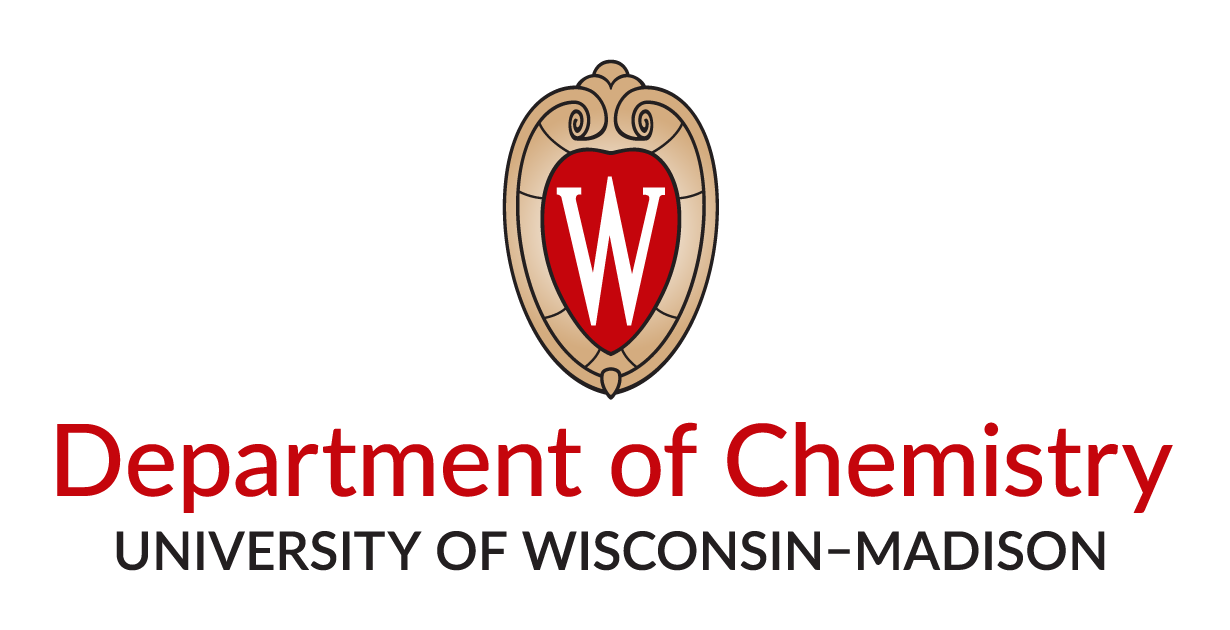 W
Department of Chemistry
UNIVERSITY OF WISCONSIN–MADISON